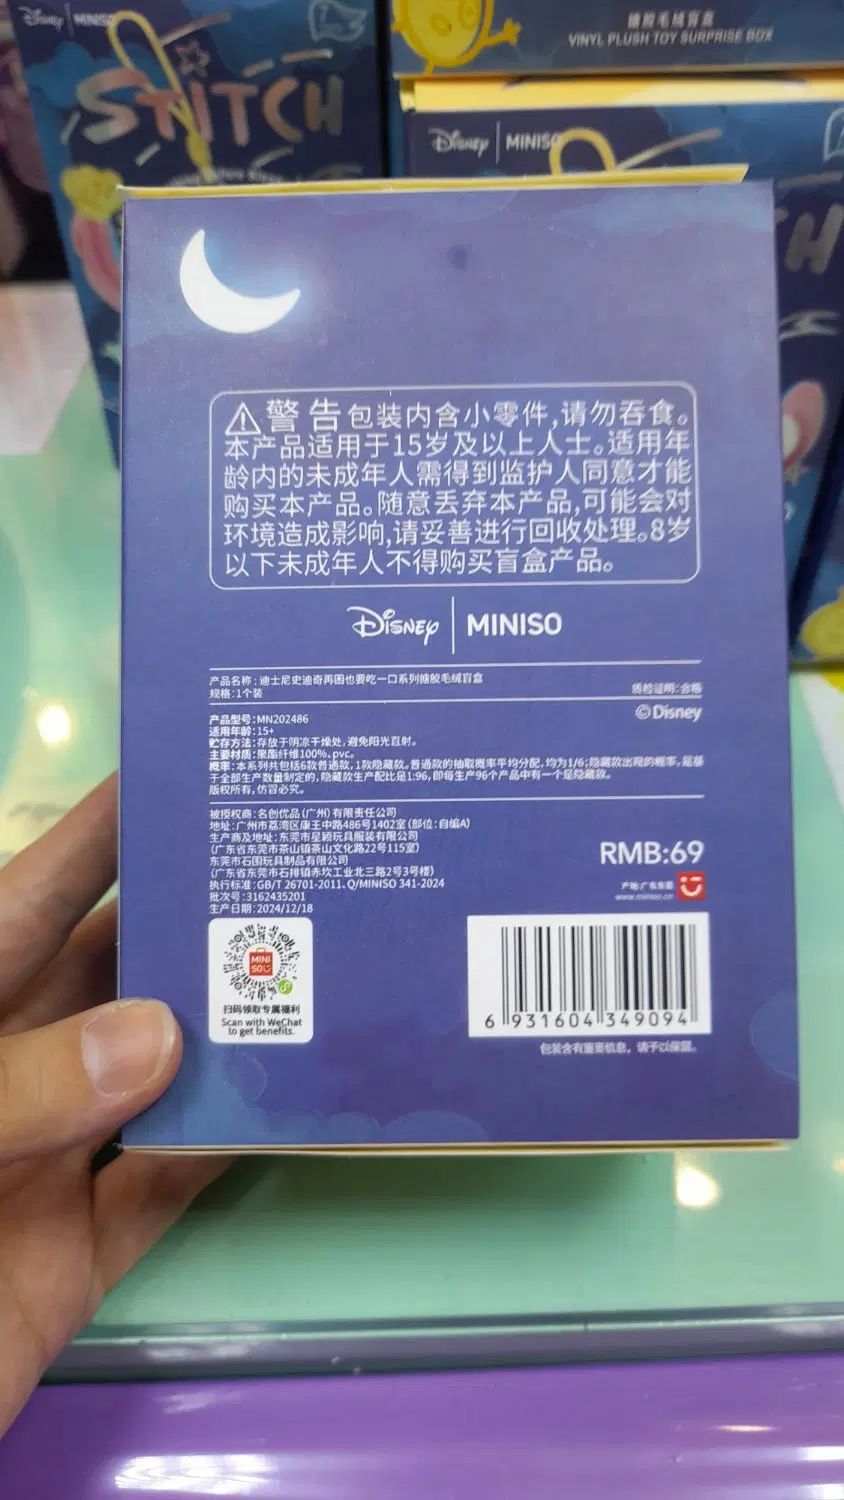 Disney | MINISO
STITCH
搪胶毛绒盲盒
VINYL PLUSH TOY SURPRISE BOX
Disney | MINISO
警告包装内含小零件,请勿吞食。
本产品适用于15岁及以上人士。适用年
龄内的未成年人需得到监护人同意才能
购买本产品。随意丢弃本产品,可能会对
环境造成影响,请妥善进行回收处理。8岁
以下未成年人不得购买盲盒产品。
Disney | MINISO
产品名称:迪士尼史迪奇再困也要吃一口系列搪胶毛绒盲盒
规格:1个装
质检证明:合格
产品型号:MN202486
©Disney
适用年龄:15+
贮存方法:存放于阴凉干燥处,避免阳光直射。
主要材质:聚酯纤维100%、pvc。
概率:本系列共包括6款普通款,1款隐藏款。普通款的抽取概率平均分配,均为1/6;隐藏款出现的概率,是基
于全部生产数量制定的,隐藏款生产配比是1:96,即每生产96个产品中有一个是隐藏款。
版权所有,仿冒必究。
被授权商:名创优品(广州)有限责任公司
地址:广州市荔湾区康王中路486号1402室(部位:自编A)
生产商及地址:东莞市星颖玩具服装有限公司
(广东省东莞市茶山镇茶山文化路22号115室)
东莞市石图玩具制品有限公司
(广东省东莞市石排镇赤坎工业北三路2号3号楼)
执行标准:GB/T 26701-2011、Q/MINISO 341-2024
批次号:3162435201
生产日期:2024/12/18
RMB:69
产地:广东东莞
www.miniso.cn
MINI
SO
扫码领取专属福利
Scan with WeChat
to get benefits.
6 931604 349094
包装含有重要信息,请予以保留。